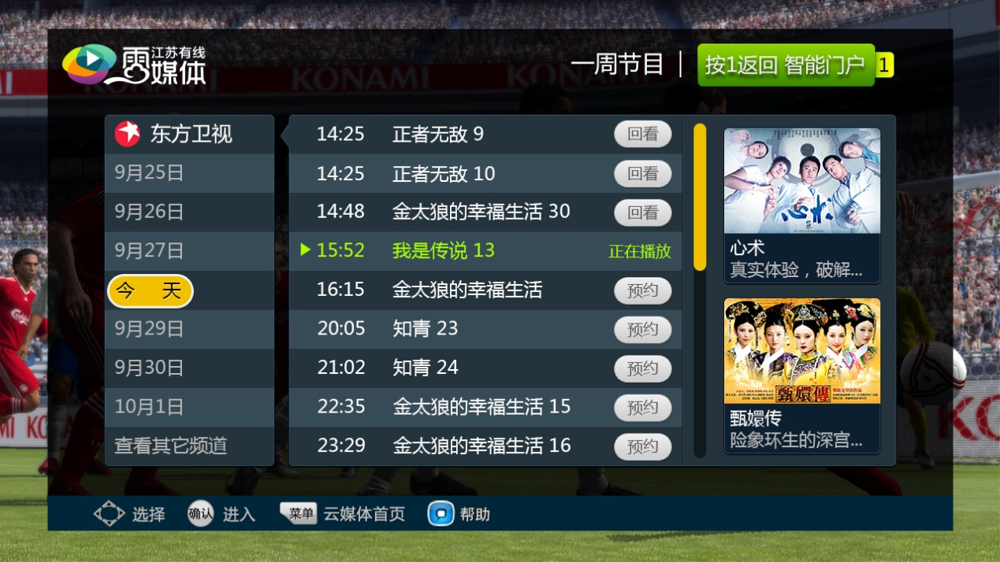 江苏有线
云媒体
一周节目
按1返回 智能门户 1
东方卫视
9月25日
9月26日
9月27日
今 天
9月29日
9月30日
10月1日
查看其它频道
14:25 正者无敌 9 回看
14:25 正者无敌 10 回看
14:48 金太狼的幸福生活 30 回看
15:52 我是传说 13 正在播放
16:15 金太狼的幸福生活 预约
20:05 知青 23 预约
21:02 知青 24 预约
22:35 金太狼的幸福生活 15 预约
23:29 金太狼的幸福生活 16 预约
心术
心术
真实体验，破解...
甄嬛傳
甄嬛传
险象环生的深宫...
选择 确认 进入 菜单 云媒体首页 帮助
KONAMI
KONAMI